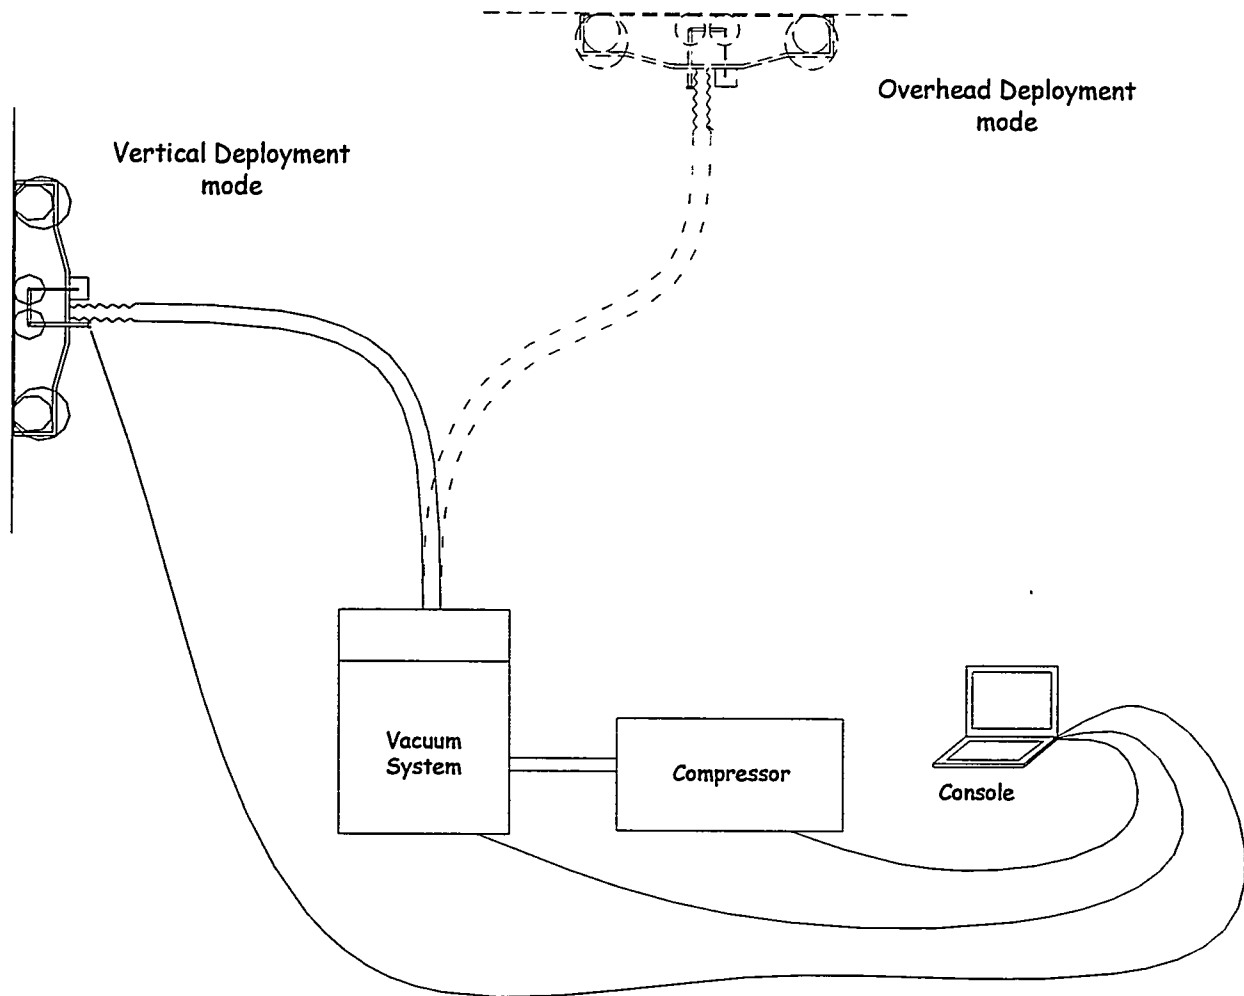 Overhead Deployment
mode
Vertical Deployment
mode
Vacuum
System
Compressor
Console